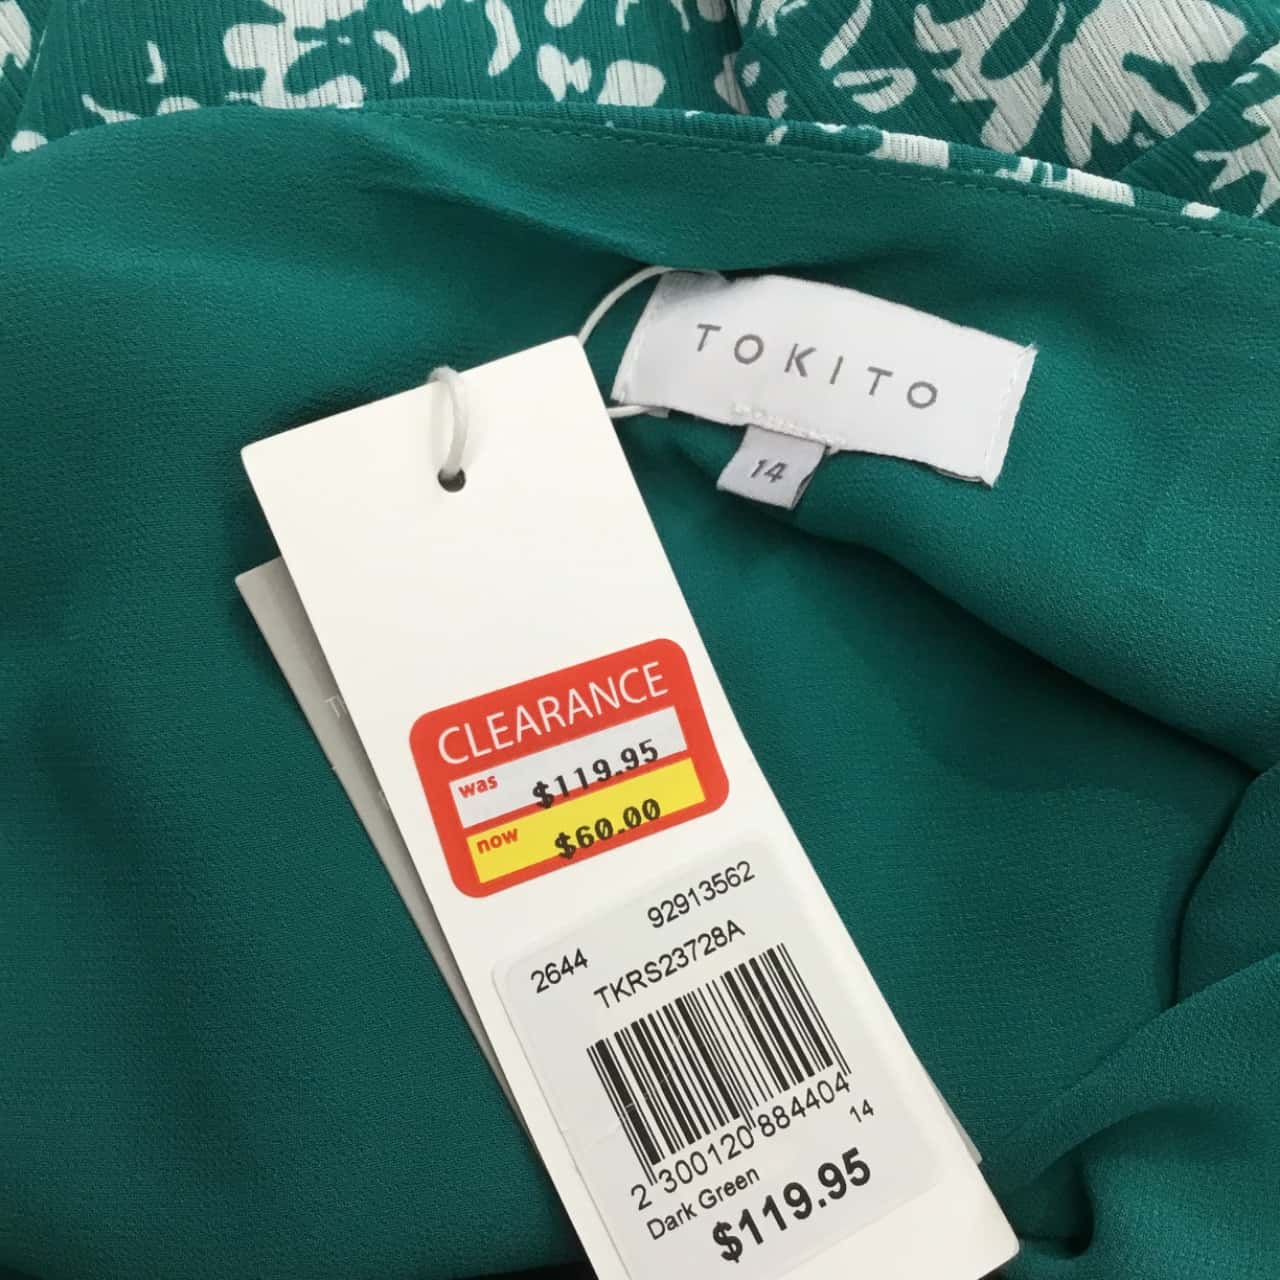 TOKITO
14
CLEARANCE
was $119.95
now $60.00
92913562
2644
TKRS23728A
2 300120 884404
14
Dark Green
$119.95